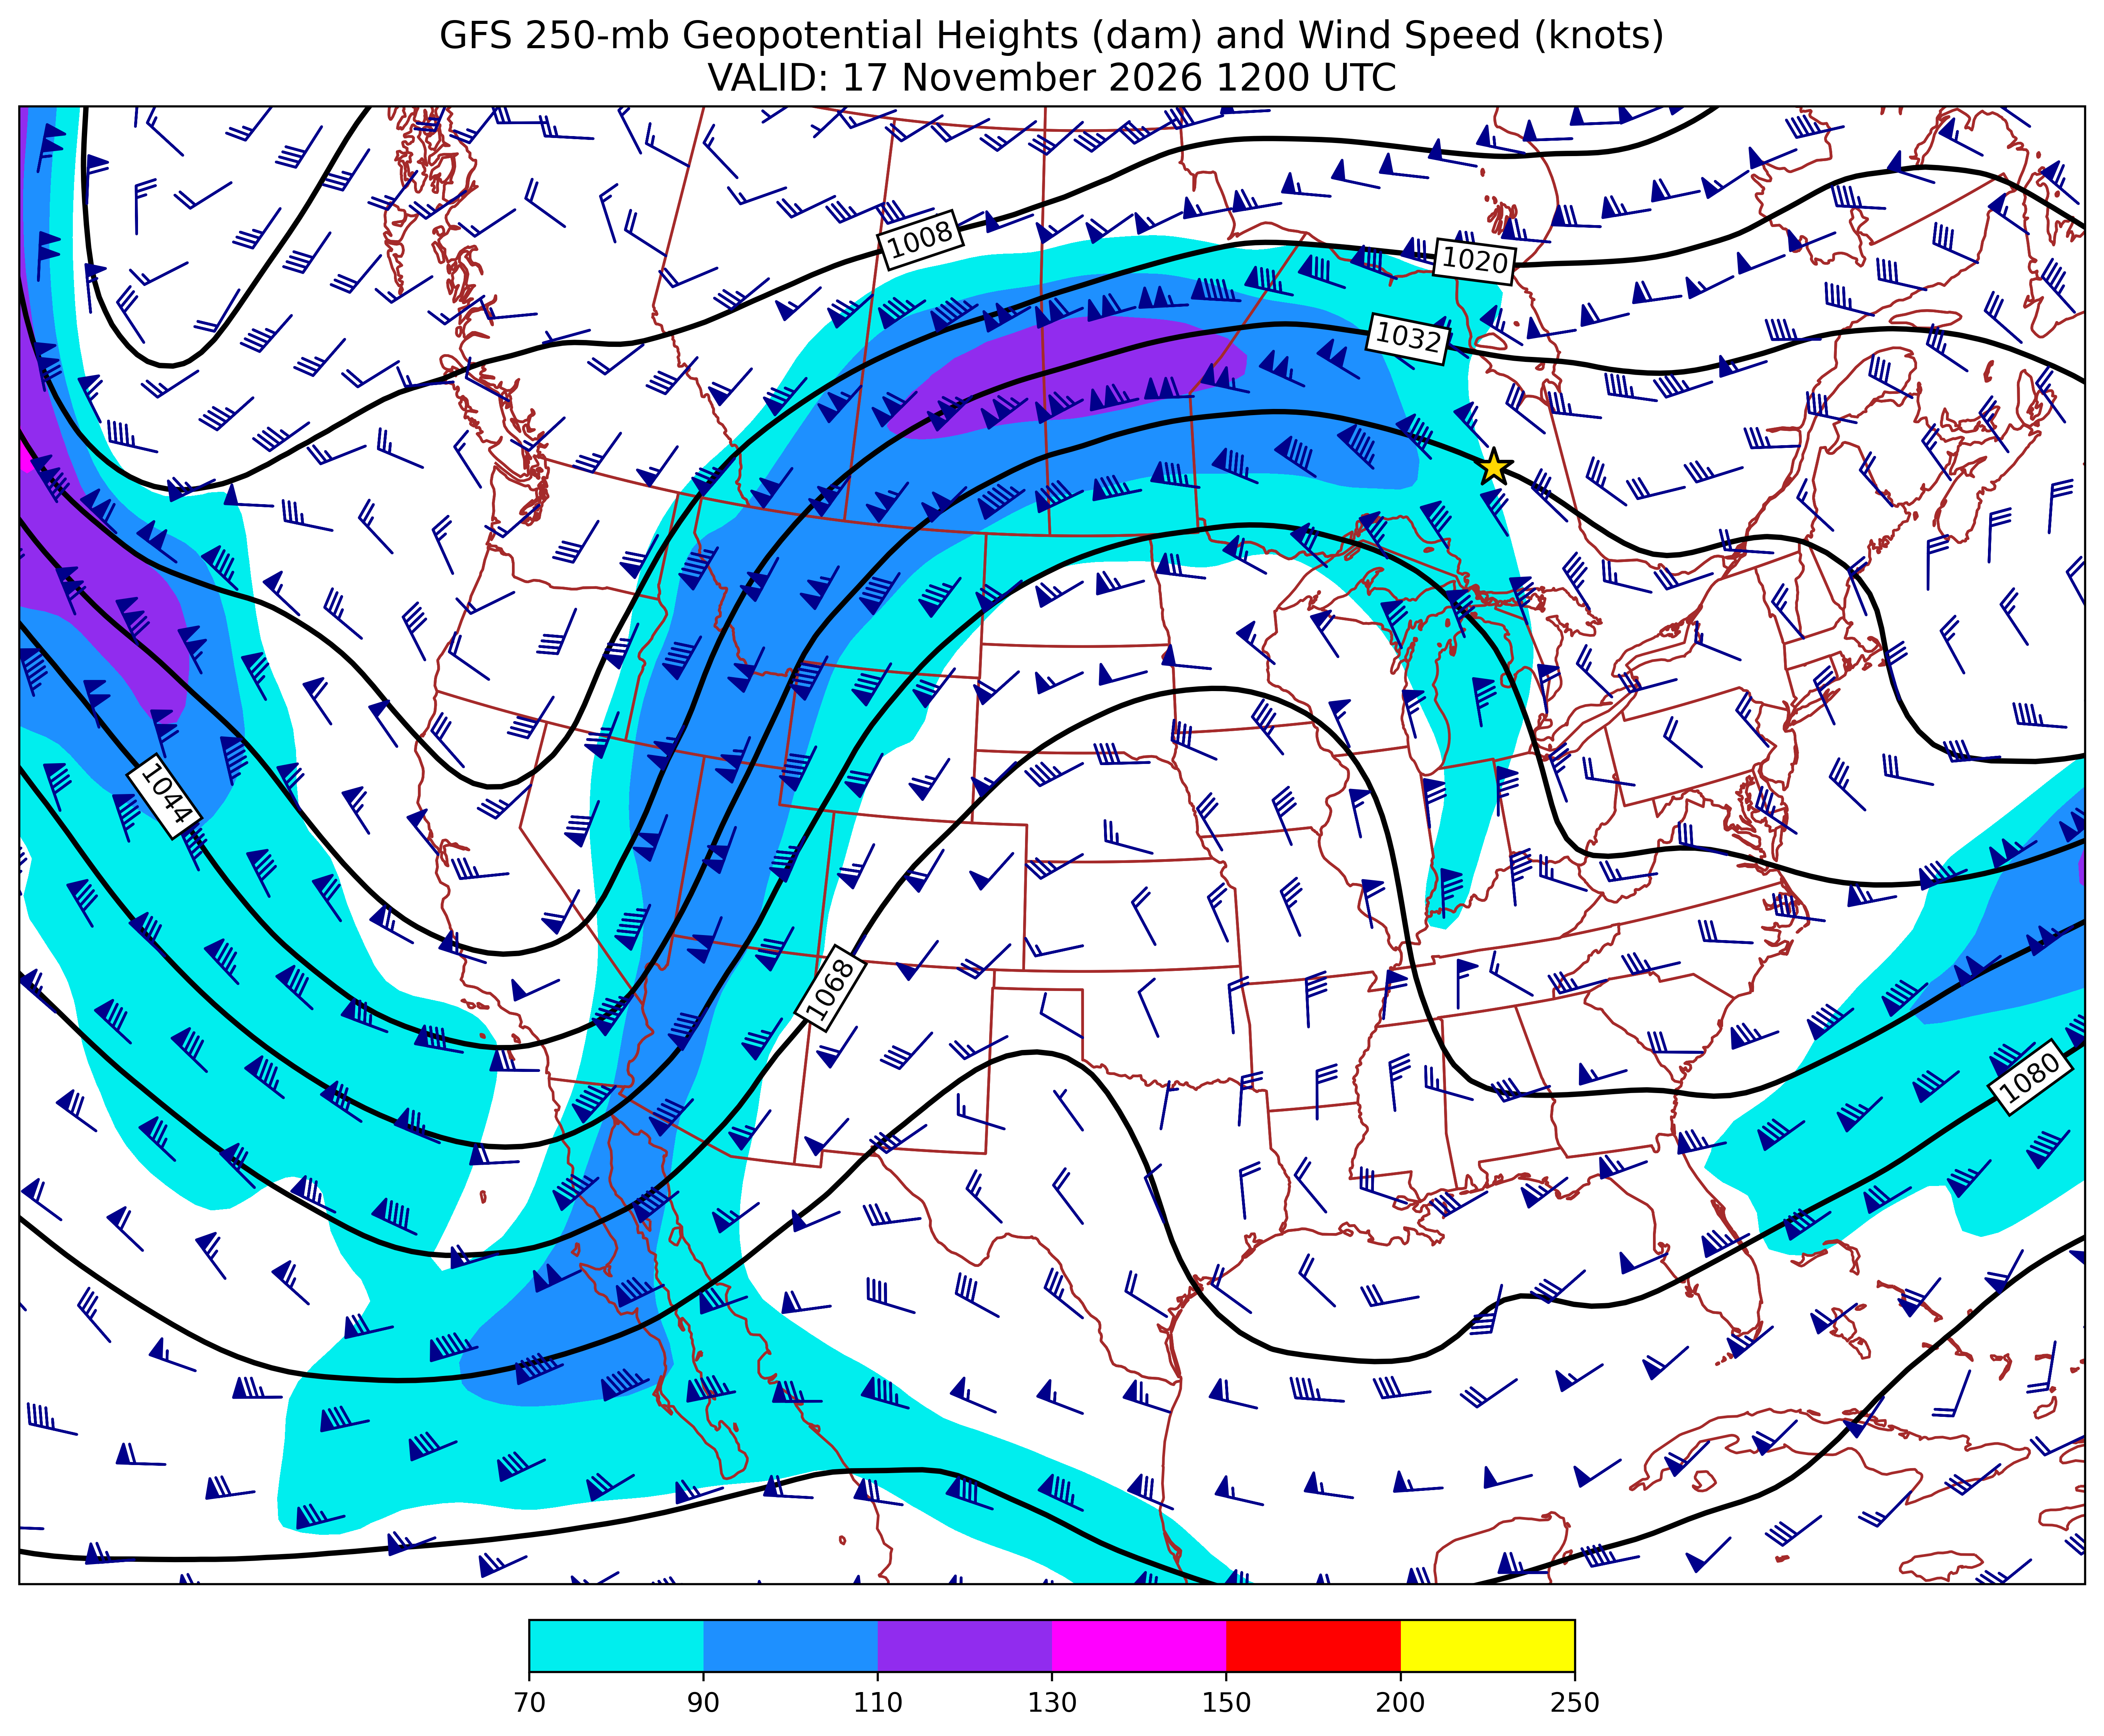 GFS 250-mb Geopotential Heights (dam) and Wind Speed (knots)
VALID: 17 November 2026 1200 UTC
1008
1020
1032
1044
1068
1080
70 90 110 130 150 200 250